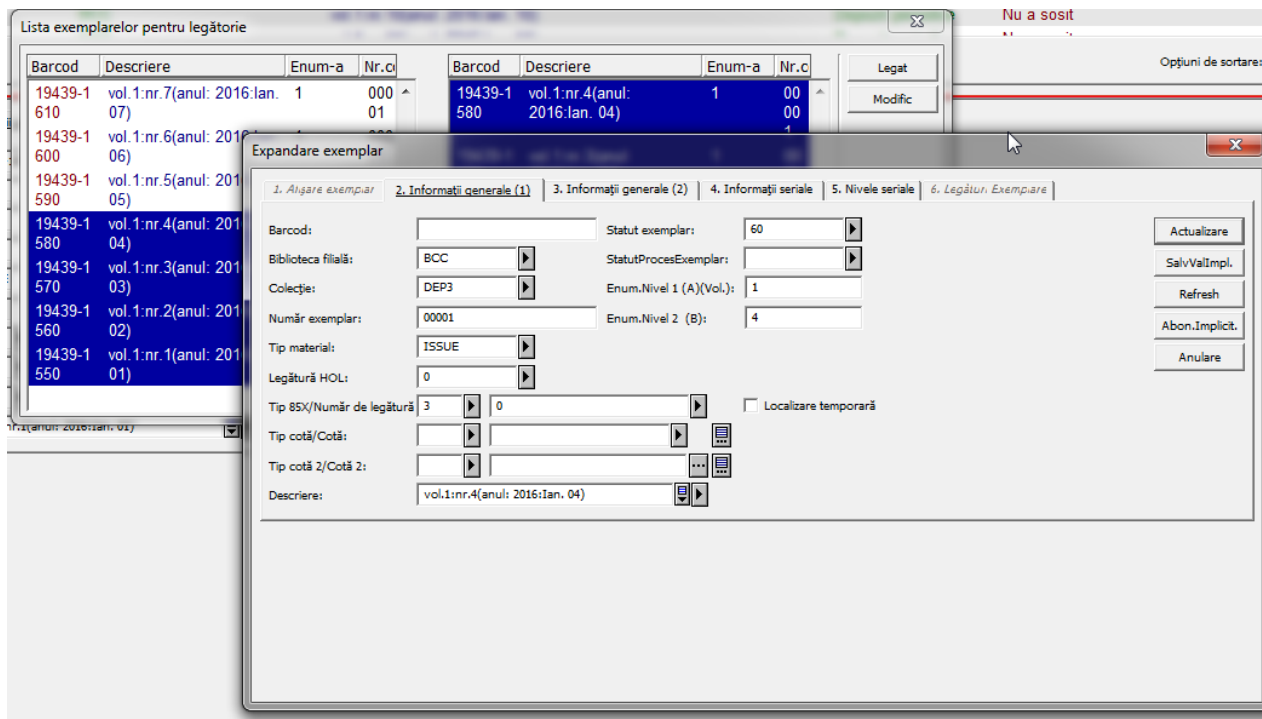 Nu a sosit
Lista exemplarelor pentru legătorie
Opțiuni de sortare:
Barcod Descriere Enum-a Nr.c
19439-1 vol.1:nr.7(anul: 2016:Ian. 1 000
610 07) 01
19439-1
600 06)
19439-1 vol.1:nr.5(anul: 201
590 05)
19439-1 vol.1:nr.4(anul: 201
580 04)
19439-1 vol.1:nr.3(anul: 201
570 03)
19439-1 vol.1:nr.2(anul: 201
560 02)
19439-1 vol.1:nr.1(anul: 201
550 01)
Barcod Descriere Enum-a Nr.c
19439-1 vol.1:nr.4(anul: 1 00
580 2016:Ian. 04) 00
Legat
Modific
Expandare exemplar
1. Afișare exemplar 2. Informații generale (1) 3. Informații generale (2) 4. Informații seriale 5. Nivele seriale 6. Legături Exemplare
Barcod: Statut exemplar: 60
Biblioteca filială: BCC StatutProcesExemplar:
Colecție: DEP3 Enum.Nivel 1 (A)(Vol.): 1
Număr exemplar: 00001 Enum.Nivel 2 (B): 4
Tip material: ISSUE
Legătură HOL: 0
Tip 85X/Număr de legătură 3 0 Localizare temporară
Tip cotă/Cotă:
Tip cotă 2/Cotă 2:
Descriere: vol.1:nr.4(anul: 2016:Ian. 04)
Actualizare
SalvValImpl.
Refresh
Abon.Implicit.
Anulare